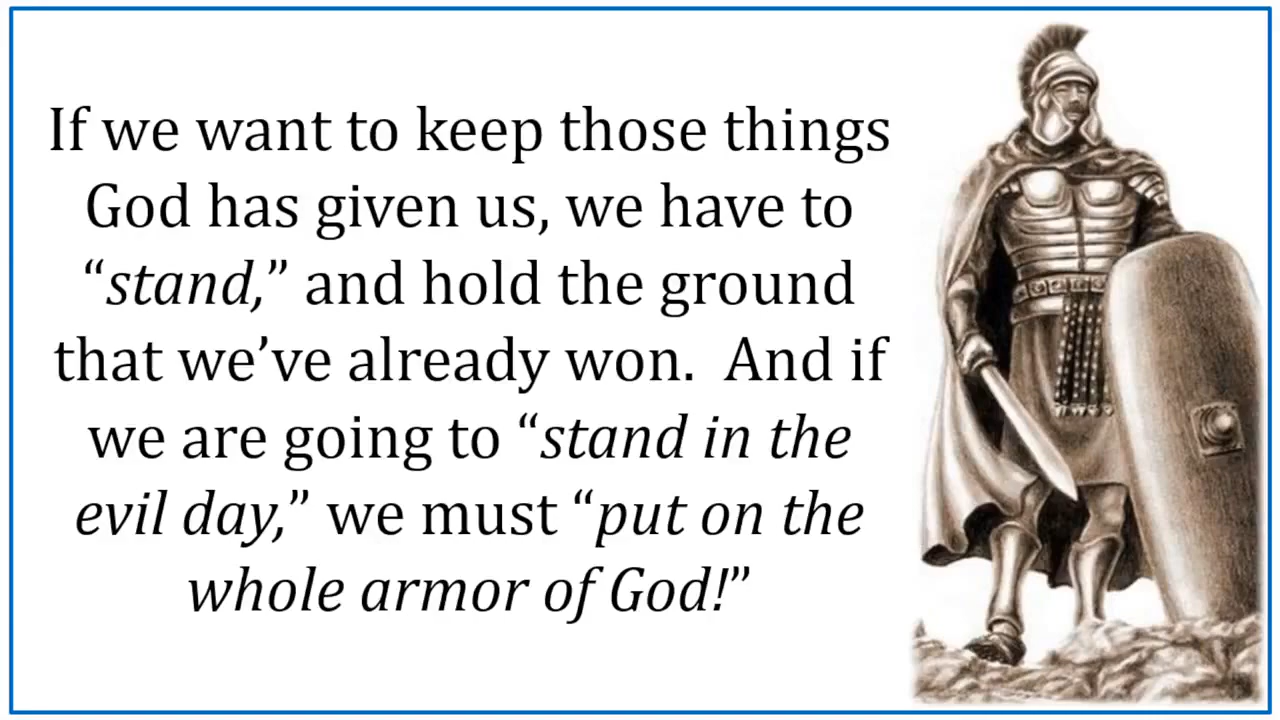 If we want to keep those things
God has given us, we have to
“stand,” and hold the ground
that we’ve already won.  And if
we are going to “stand in the
evil day,” we must “put on the
whole armor of God!”